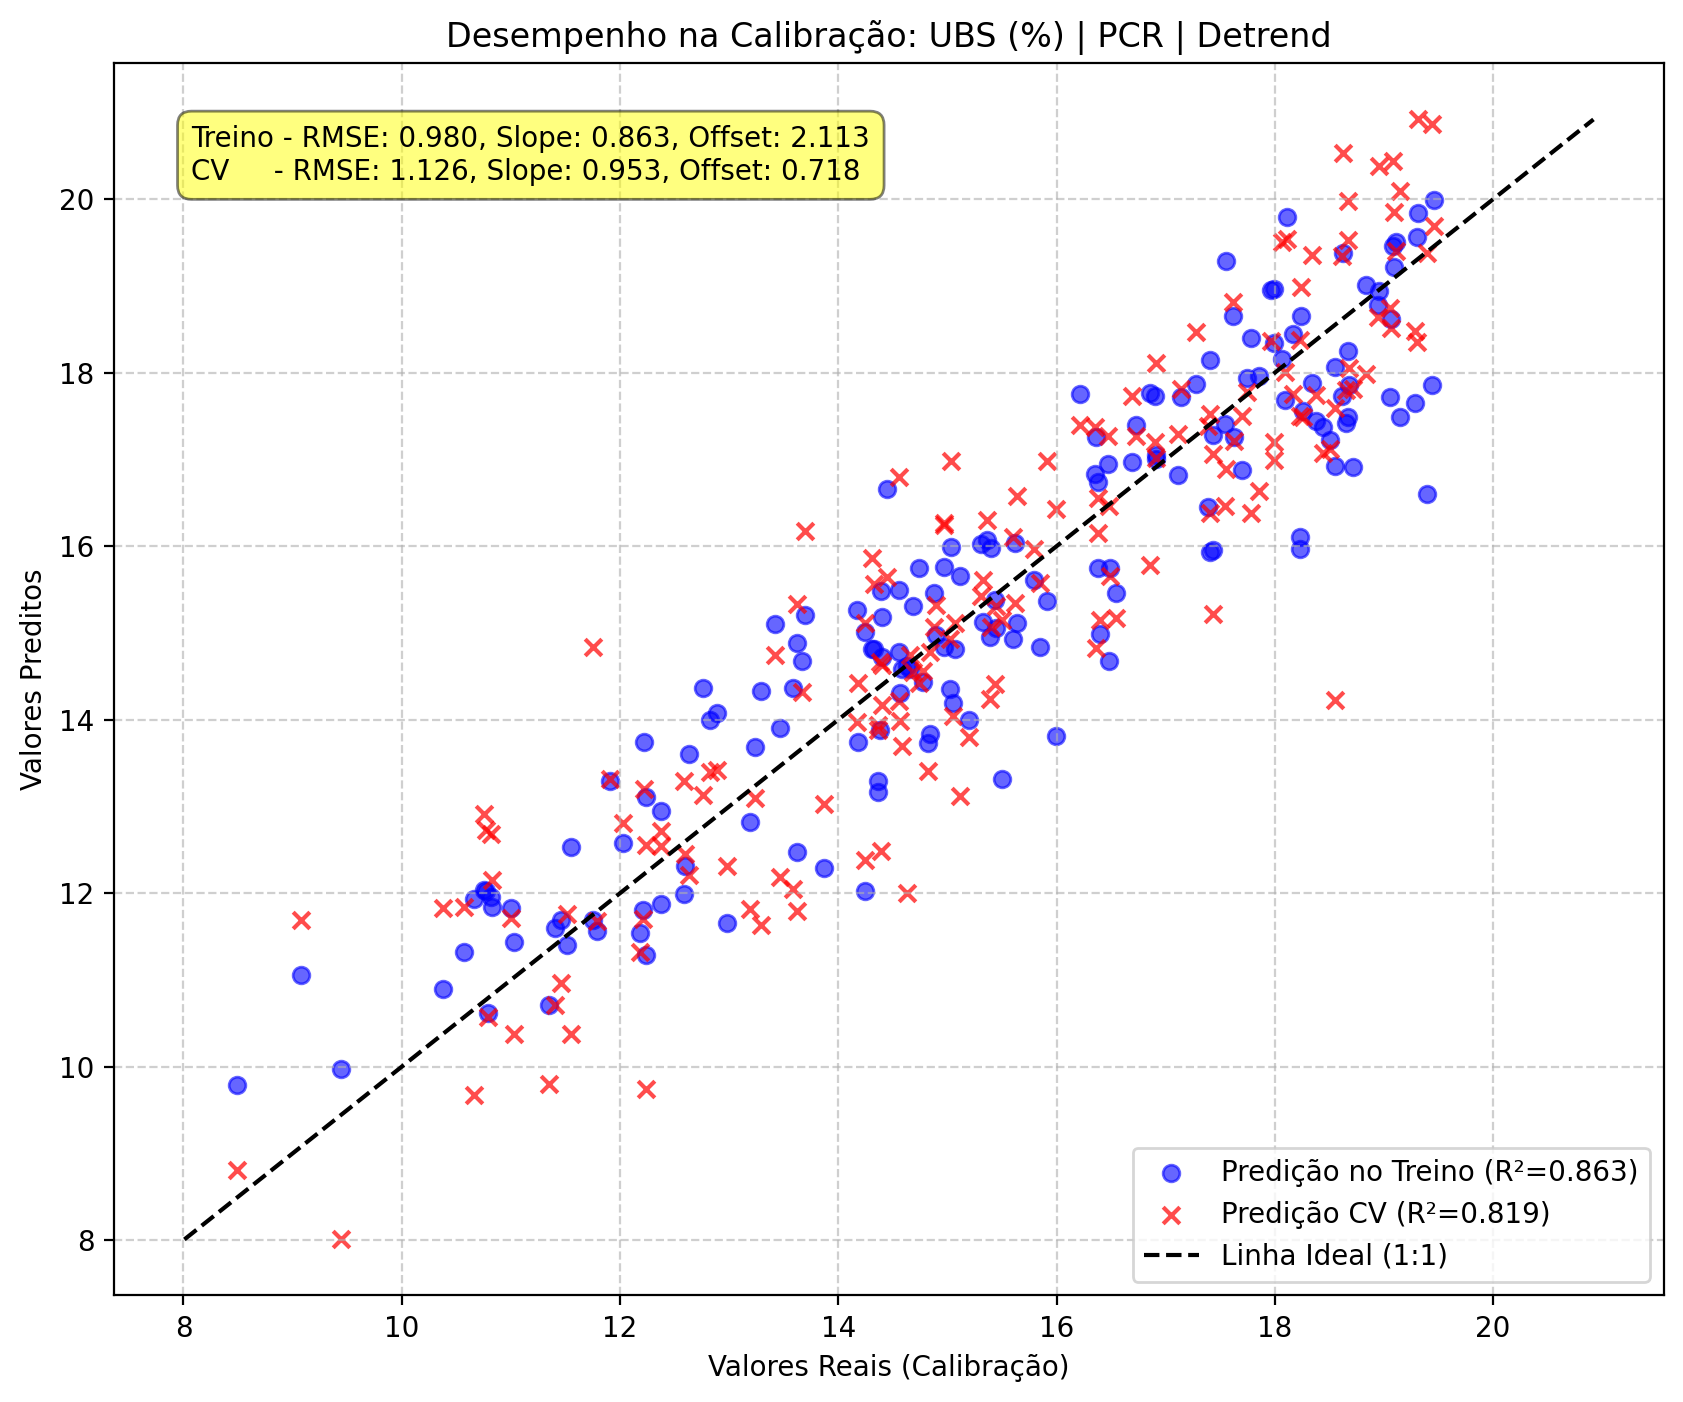 Desempenho na Calibração: UBS (%) | PCR | Detrend
Treino - RMSE: 0.980, Slope: 0.863, Offset: 2.113
CV     - RMSE: 1.126, Slope: 0.953, Offset: 0.718
Valores Preditos
20
18
16
14
12
10
8
Predição no Treino (R²=0.863)
Predição CV (R²=0.819)
Linha Ideal (1:1)
8 10 12 14 16 18 20
Valores Reais (Calibração)